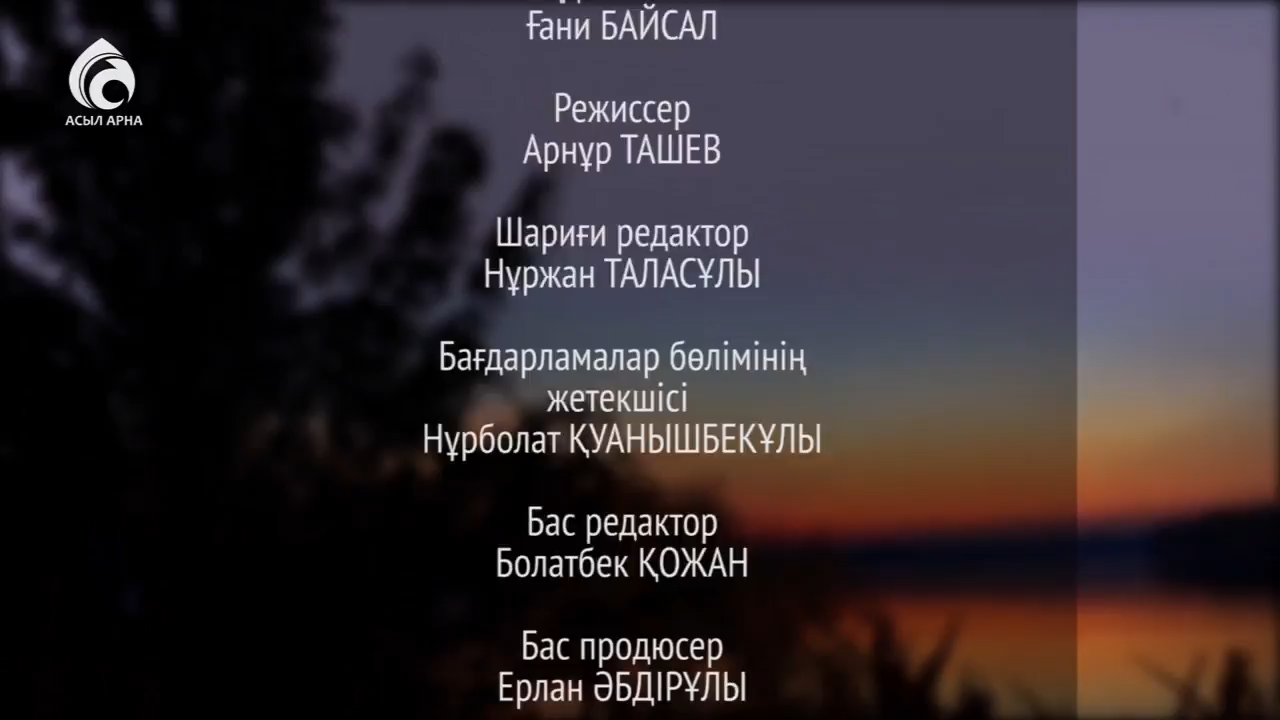 Ғани БАЙСАЛ
АСЫЛ АРНА
Режиссер
Арнұр ТАШЕВ
Шариғи редактор
Нұржан ТАЛАСҰЛЫ
Бағдарламалар бөлімінің
жетекшісі
Нұрболат ҚУАНЫШБЕКҰЛЫ
Бас редактор
Болатбек ҚОЖАН
Бас продюсер
Ерлан ӘБДІРҰЛЫ